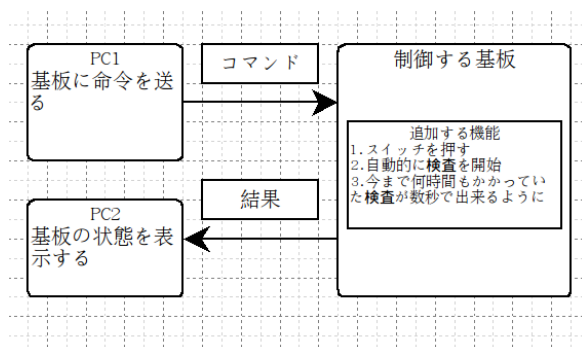 PC1
基板に命令を送
る
コマンド
制御する基板
追加する機能
1.スイッチを押す
2.自動的に検査を開始
3.今まで何時間もかかってい
た検査が数秒で出来るように
結果
PC2
基板の状態を表
示する